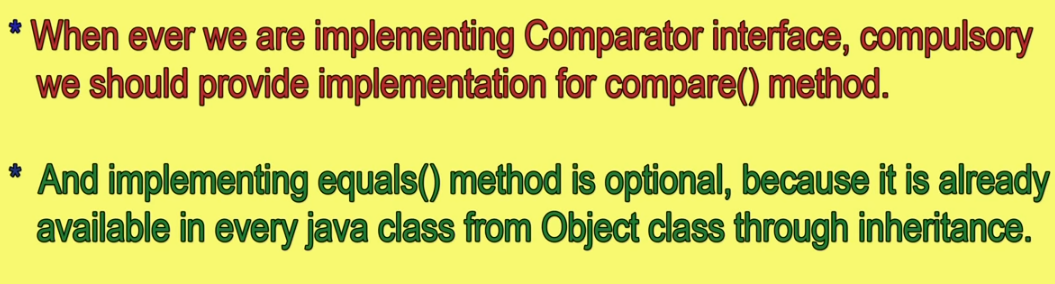 * When ever we are implementing Comparator interface, compulsory
we should provide implementation for compare() method.
* And implementing equals() method is optional, because it is already
available in every java class from Object class through inheritance.